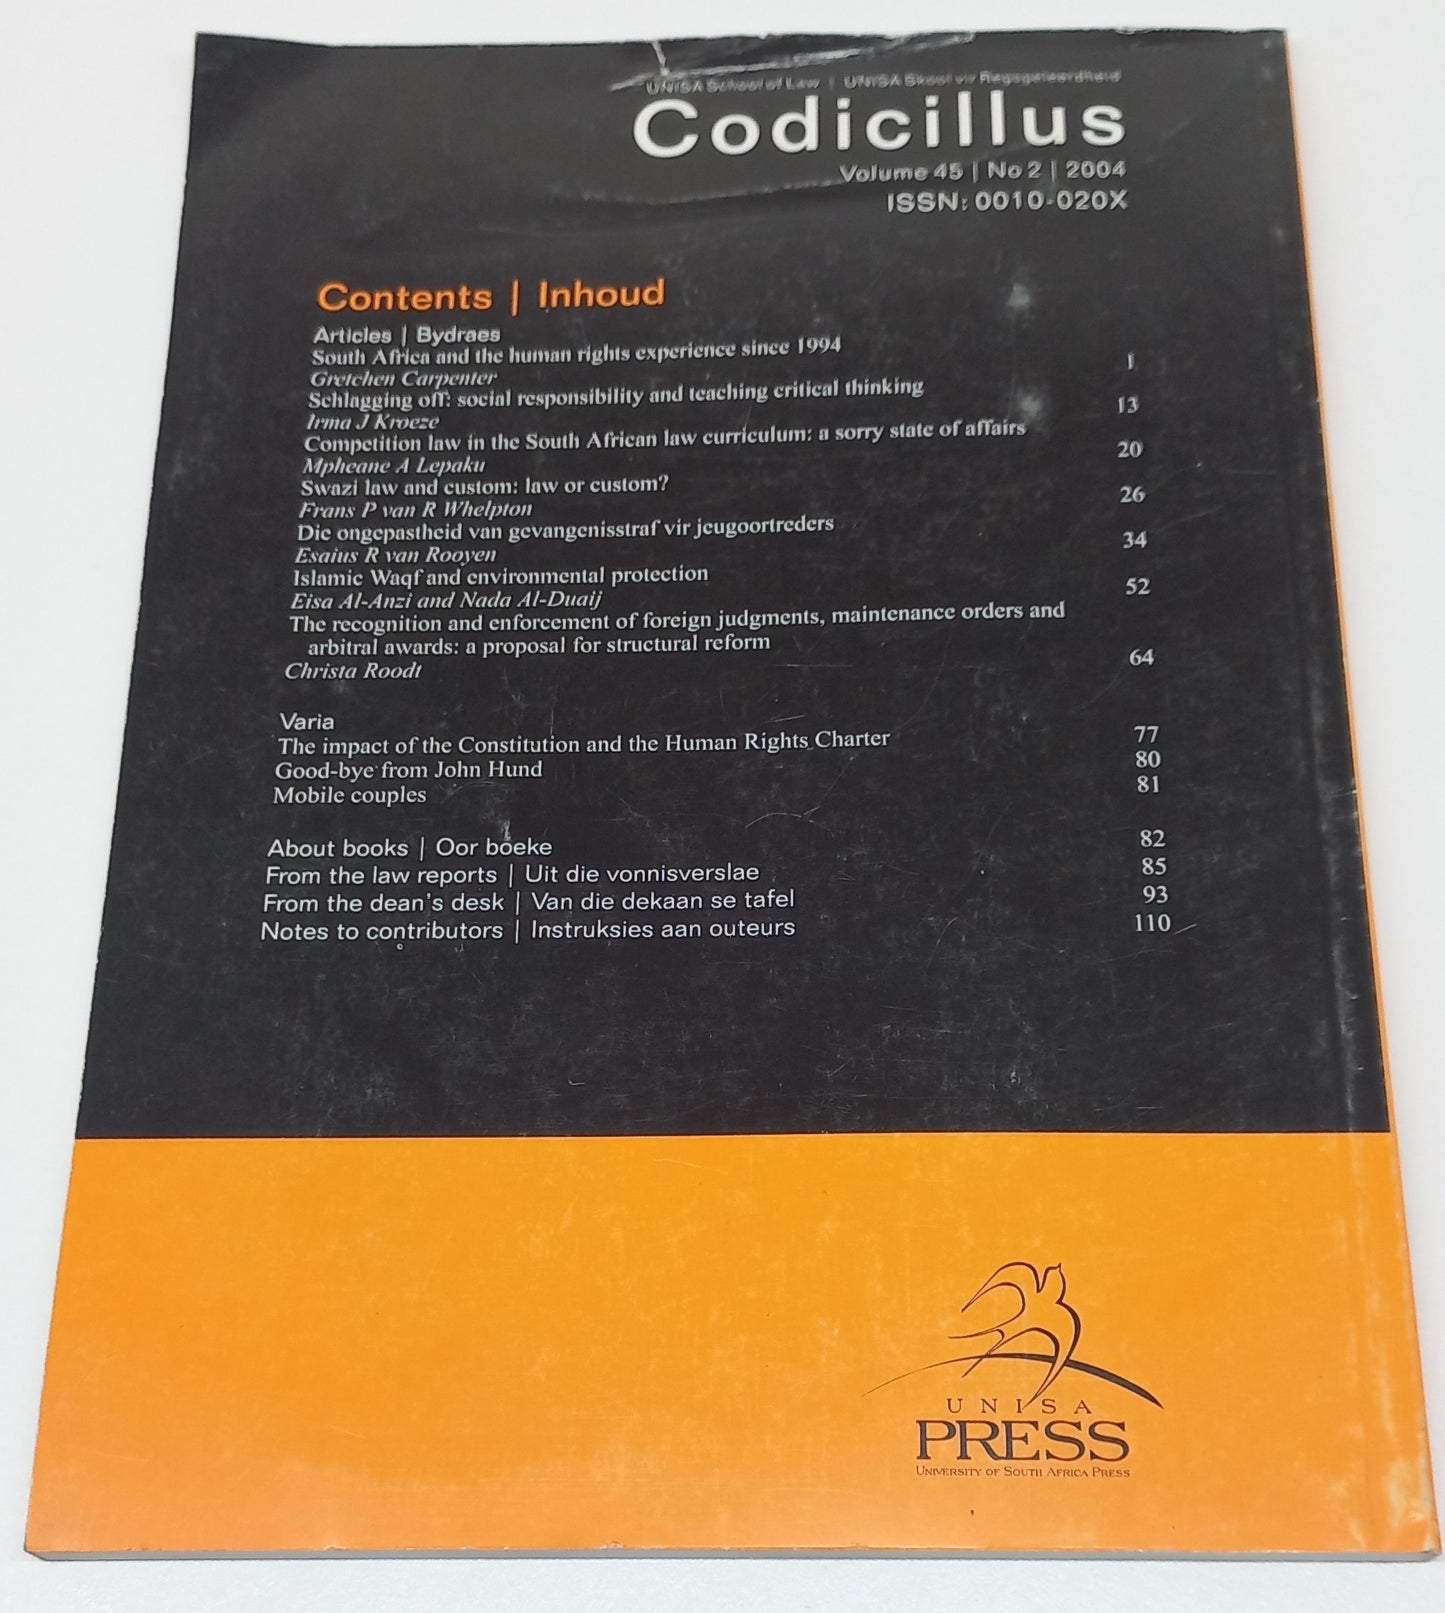 UNISA School of Law | UNISA Skool vir Regsgeleerdheid
Codicillus
Volume 45 | No 2 | 2004
ISSN: 0010-020X
Contents | Inhoud
Articles | Bydraes
South Africa and the human rights experience since 1994 1
Gretchen Carpenter
Schlagging off: social responsibility and teaching critical thinking 13
Irma J Kroeze
Competition law in the South African law curriculum: a sorry state of affairs 20
Mpheane A Lepaku
Swazi law and custom: law or custom? 26
Frans P van R Whelpton
Die ongepastheid van gevangenisstraf vir jeugoortreders 34
Esaius R van Rooyen
Islamic Waqf and environmental protection 52
Eisa Al-Anzi and Nada Al-Duaij
The recognition and enforcement of foreign judgments, maintenance orders and
arbitral awards: a proposal for structural reform 64
Christa Roodt
Varia
The impact of the Constitution and the Human Rights Charter 77
Good-bye from John Hund 80
Mobile couples 81
About books | Oor boeke 82
From the law reports | Uit die vonnisverslae 85
From the dean's desk | Van die dekaan se tafel 93
Notes to contributors | Instruksies aan outeurs 110
UNISA
PRESS
UNIVERSITY OF SOUTH AFRICA PRESS